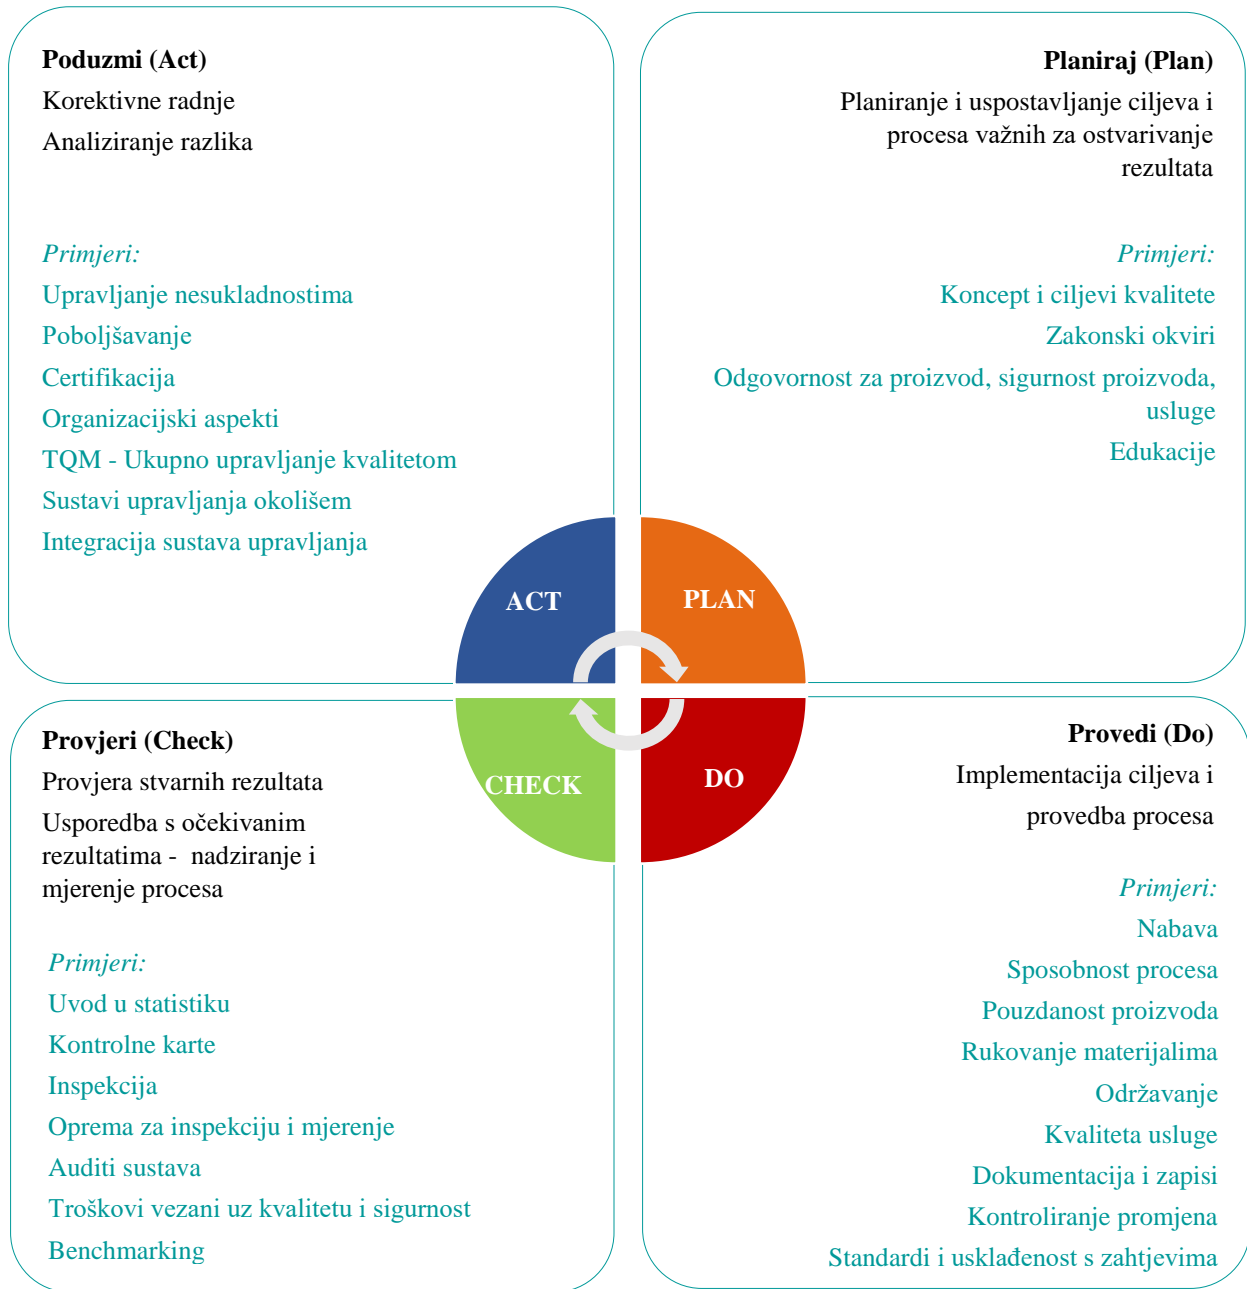 Poduzmi (Act)
Korektivne radnje
Analiziranje razlika
Primjeri:
Upravljanje nesukladnostima
Poboljšavanje
Certifikacija
Organizacijski aspekti
TQM - Ukupno upravljanje kvalitetom
Sustavi upravljanja okolišem
Integracija sustava upravljanja
Planiraj (Plan)
Planiranje i uspostavljanje ciljeva i
procesa važnih za ostvarivanje
rezultata
Primjeri:
Koncept i ciljevi kvalitete
Zakonski okviri
Odgovornost za proizvod, sigurnost proizvoda,
usluge
Edukacije
ACT
PLAN
CHECK
DO
Provjeri (Check)
Provjera stvarnih rezultata
Usporedba s očekivanim
rezultatima - nadziranje i
mjerenje procesa
Primjeri:
Uvod u statistiku
Kontrolne karte
Inspekcija
Oprema za inspekciju i mjerenje
Auditi sustava
Troškovi vezani uz kvalitetu i sigurnost
Benchmarking
Provedi (Do)
Implementacija ciljeva i
provedba procesa
Primjeri:
Nabava
Sposobnost procesa
Pouzdanost proizvoda
Rukovanje materijalima
Održavanje
Kvaliteta usluge
Dokumentacija i zapisi
Kontroliranje promjena
Standardi i usklađenost s zahtjevima